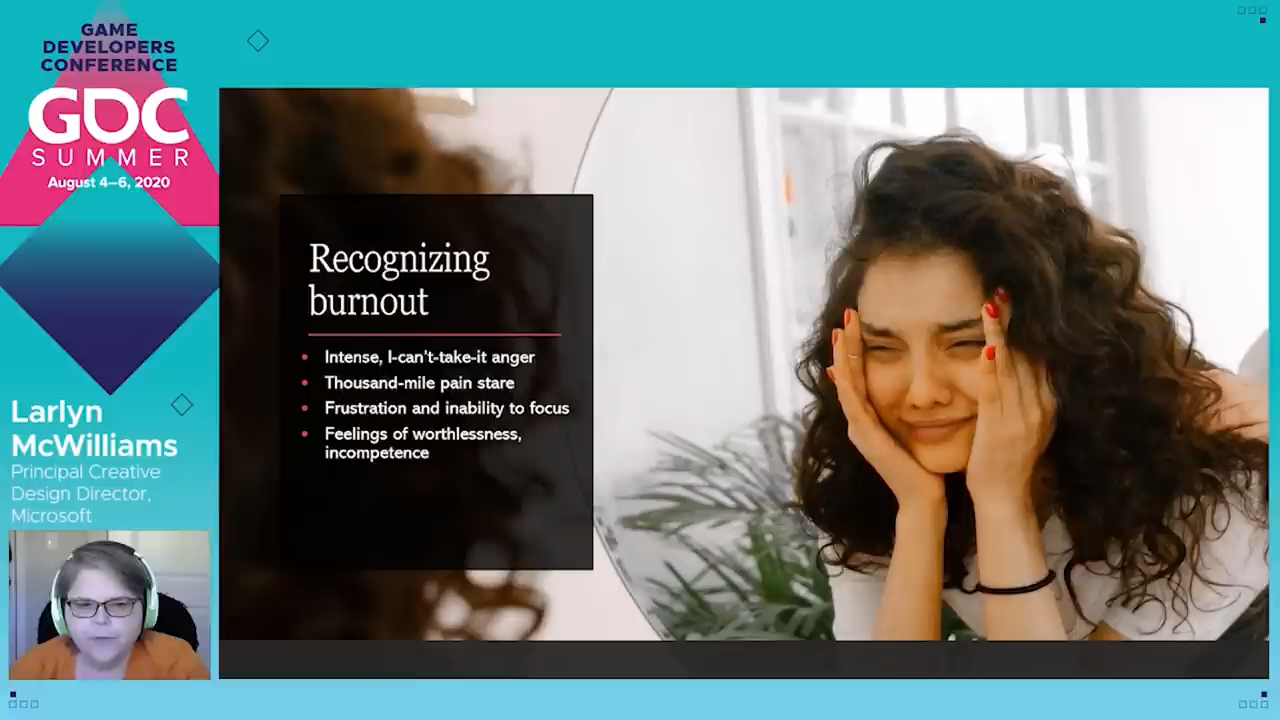 GAME
DEVELOPERS
CONFERENCE
GDC
SUMMER
August 4–6, 2020
Larlyn
McWilliams
Principal Creative
Design Director,
Microsoft
Recognizing
burnout
• Intense, I-can't-take-it anger
• Thousand-mile pain stare
• Frustration and inability to focus
• Feelings of worthlessness,
incompetence